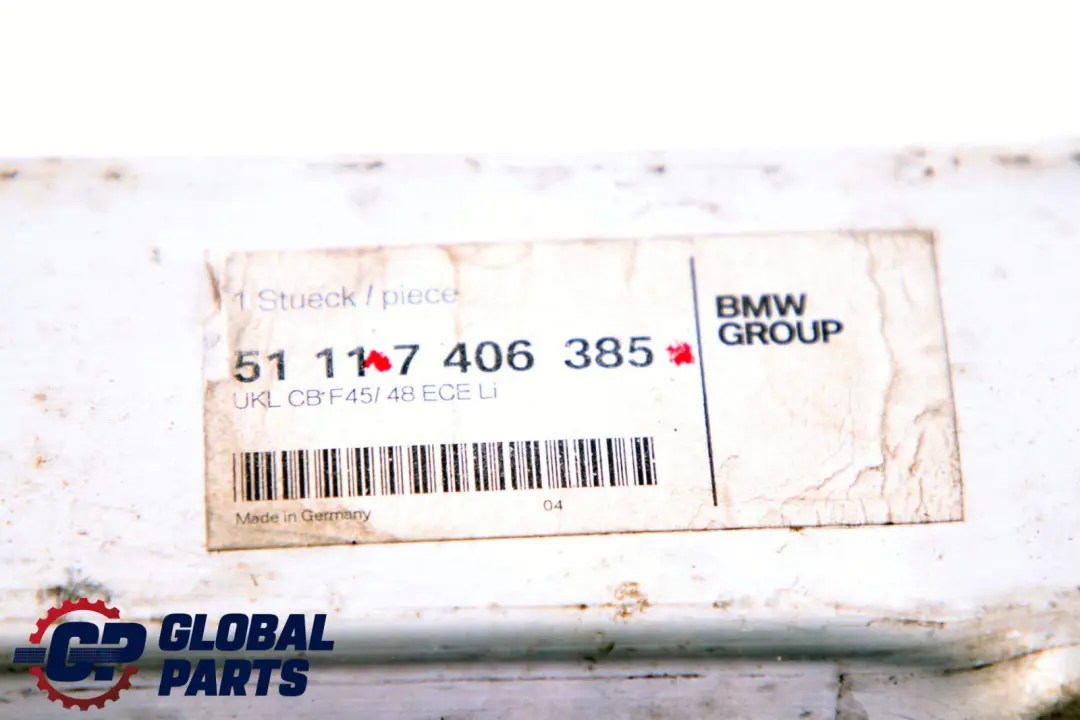 1 Stueck / piece
51 11 7 406 385
UKL CB F45/ 48 ECE Li
Made in Germany
04
BMW
GROUP
GP GLOBAL
PARTS